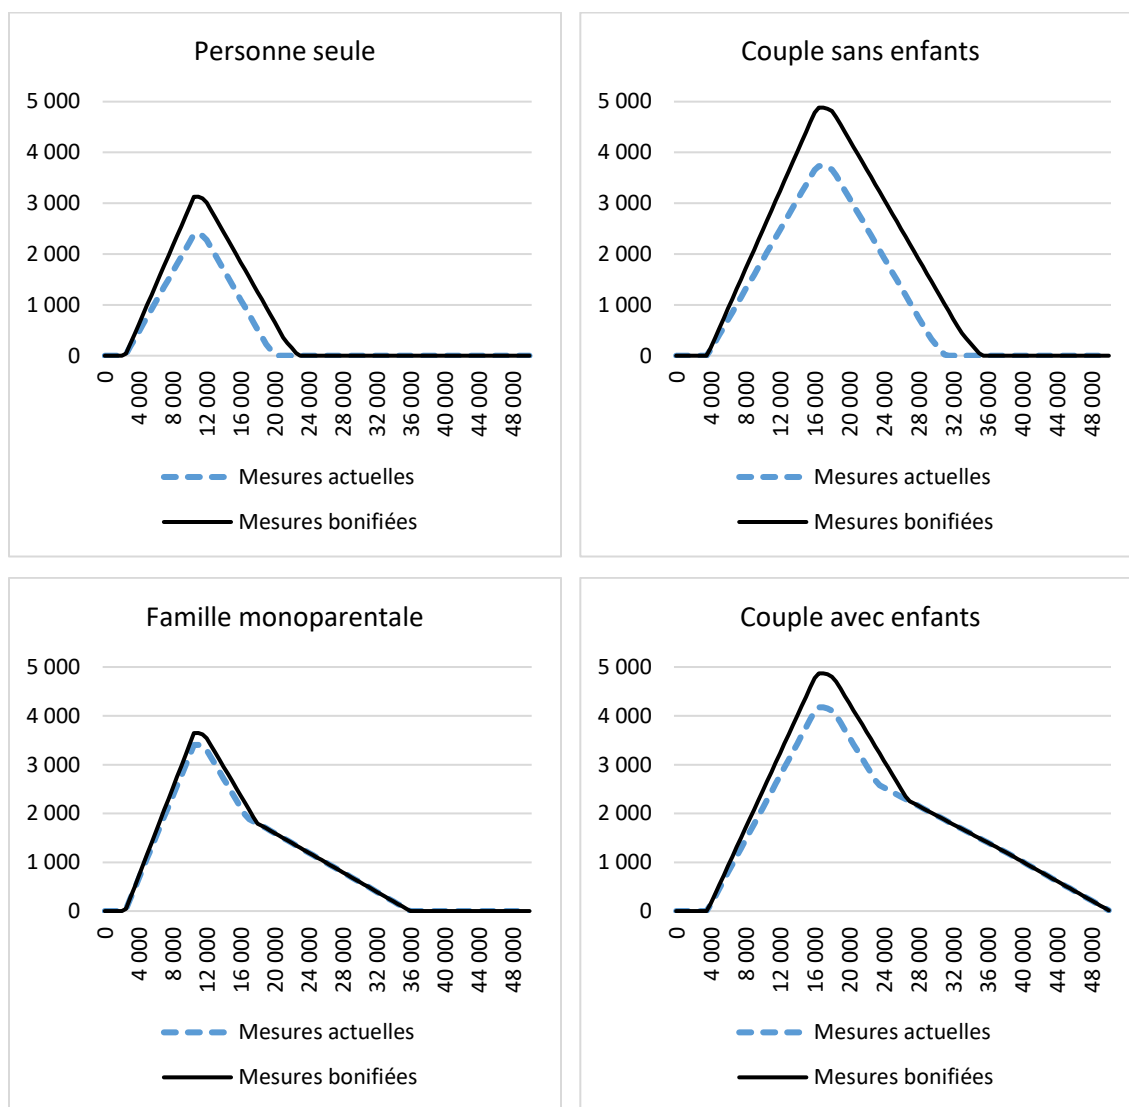 Personne seule
5 000
4 000
3 000
2 000
1 000
0
0 4 000 8 000 12 000 16 000 20 000 24 000 28 000 32 000 36 000 40 000 44 000 48 000
Mesures actuelles
Mesures bonifiées
Couple sans enfants
5 000
4 000
3 000
2 000
1 000
0
0 4 000 8 000 12 000 16 000 20 000 24 000 28 000 32 000 36 000 40 000 44 000 48 000
Mesures actuelles
Mesures bonifiées
Famille monoparentale
5 000
4 000
3 000
2 000
1 000
0
0 4 000 8 000 12 000 16 000 20 000 24 000 28 000 32 000 36 000 40 000 44 000 48 000
Mesures actuelles
Mesures bonifiées
Couple avec enfants
5 000
4 000
3 000
2 000
1 000
0
0 4 000 8 000 12 000 16 000 20 000 24 000 28 000 32 000 36 000 40 000 44 000 48 000
Mesures actuelles
Mesures bonifiées